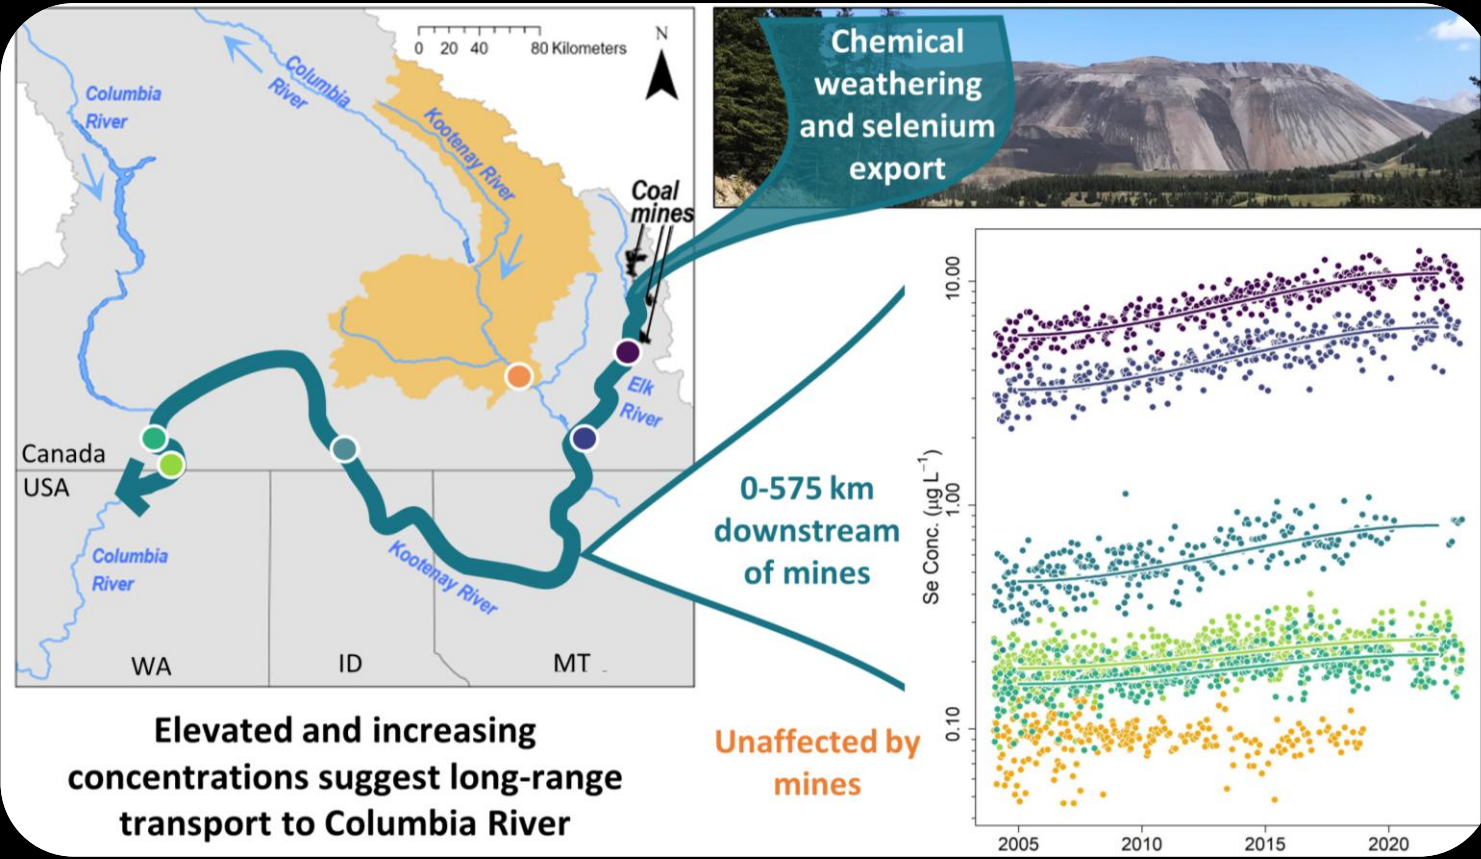 0 20 40 80 Kilometers
N
Columbia
River
Columbia
River
Kootenay River
Coal
mines
Elk
River
Canada
USA
Columbia
River
Kootenay River
WA
ID
MT
Chemical
weathering
and selenium
export
0-575 km
downstream
of mines
Unaffected by
mines
Se Conc. (µg L⁻¹)
10.00
1.00
0.10
2005 2010 2015 2020
Elevated and increasing
concentrations suggest long-range
transport to Columbia River